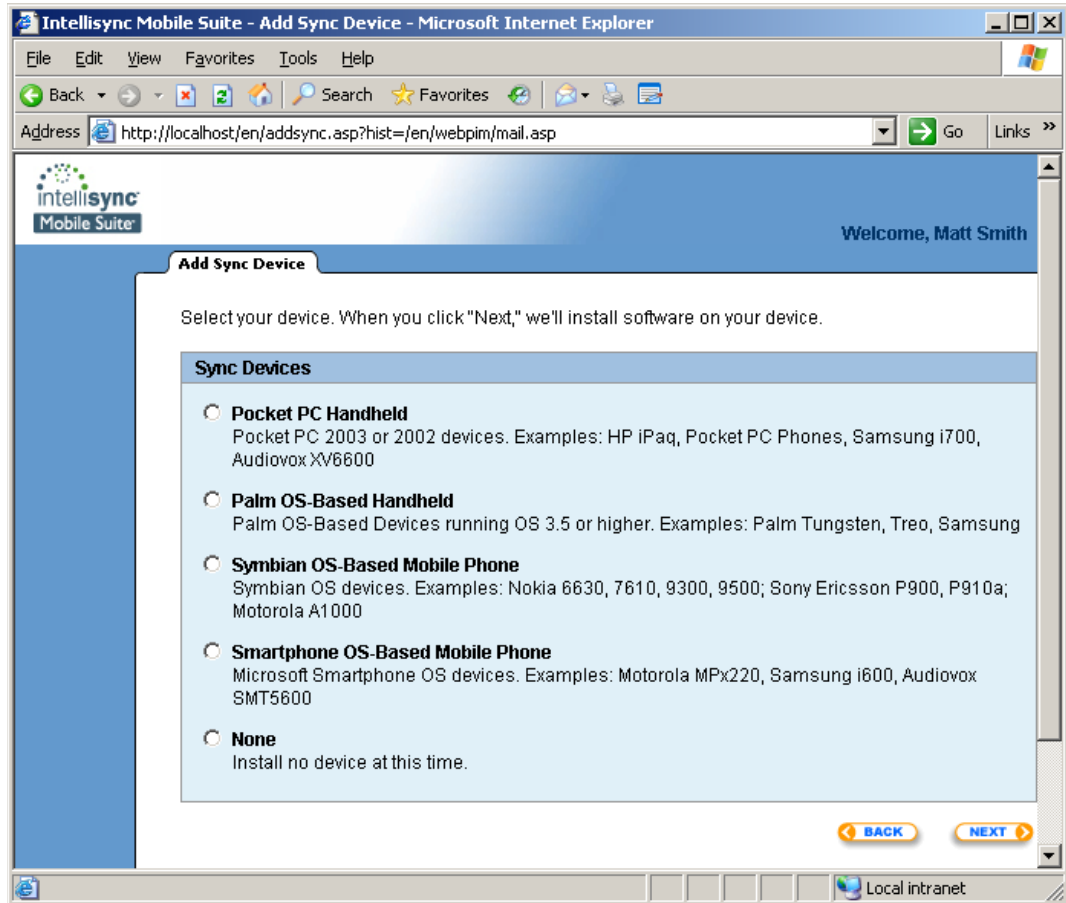 Intellisync Mobile Suite - Add Sync Device - Microsoft Internet Explorer
File Edit View Favorites Tools Help
Back Search Favorites
Address http://localhost/en/addsync.asp?hist=/en/webpim/mail.asp Go Links »
intellisync
Mobile Suite
Welcome, Matt Smith
Add Sync Device
Select your device. When you click "Next," we'll install software on your device.
Sync Devices
Pocket PC Handheld
Pocket PC 2003 or 2002 devices. Examples: HP iPaq, Pocket PC Phones, Samsung i700,
Audiovox XV6600
Palm OS-Based Handheld
Palm OS-Based Devices running OS 3.5 or higher. Examples: Palm Tungsten, Treo, Samsung
Symbian OS-Based Mobile Phone
Symbian OS devices. Examples: Nokia 6630, 7610, 9300, 9500; Sony Ericsson P900, P910a;
Motorola A1000
Smartphone OS-Based Mobile Phone
Microsoft Smartphone OS devices. Examples: Motorola MPx220, Samsung i600, Audiovox
SMT5600
None
Install no device at this time.
BACK NEXT
Local intranet